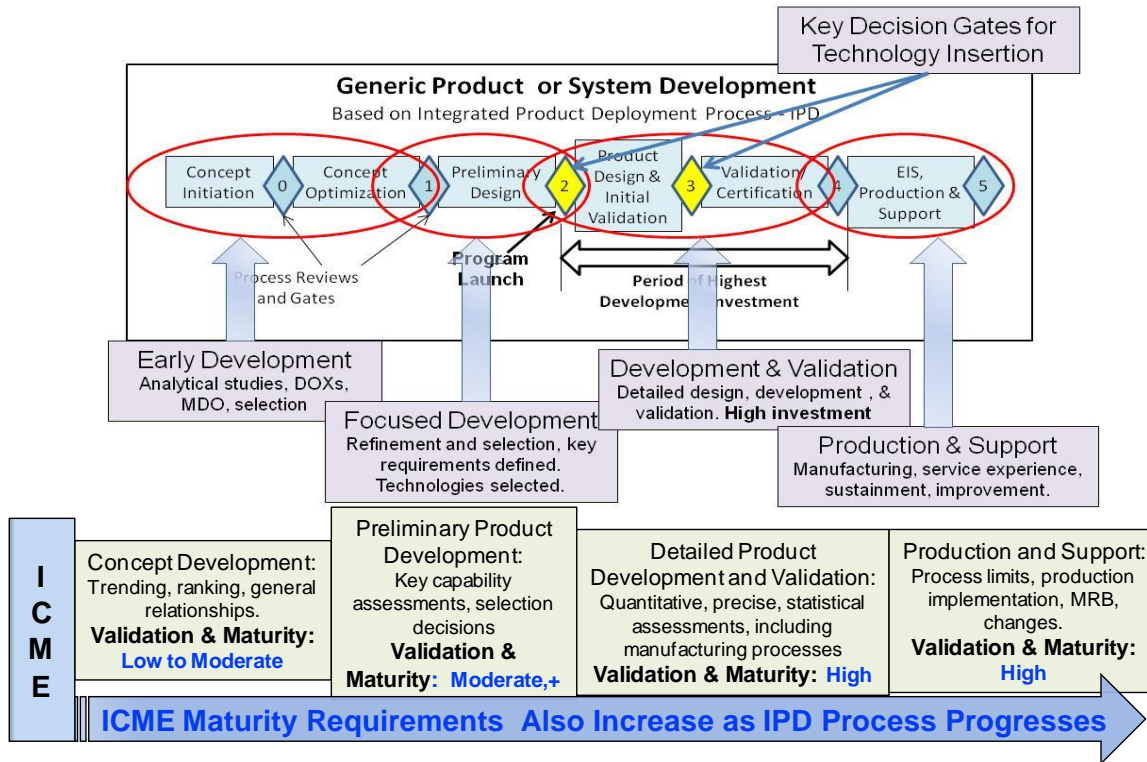 Key Decision Gates for
Technology Insertion
Generic Product or System Development
Based on Integrated Product Deployment Process - IPD
Concept
Initiation
0
Concept
Optimization
1
Preliminary
Design
2
Product
Design &
Initial
Validation
3
Validation/
Certification
4
EIS,
Production &
Support
5
Process Reviews
and Gates
Program
Launch
Period of Highest
Development Investment
Early Development
Analytical studies, DOXs,
MDO, selection
Focused Development
Refinement and selection, key
requirements defined.
Technologies selected.
Development & Validation
Detailed design, development , &
validation. High investment
Production & Support
Manufacturing, service experience,
sustainment, improvement.
I
C
M
E
Concept Development:
Trending, ranking, general
relationships.
Validation & Maturity:
Low to Moderate
Preliminary Product
Development:
Key capability
assessments, selection
decisions
Validation &
Maturity: Moderate,+
Detailed Product
Development and Validation:
Quantitative, precise, statistical
assessments, including
manufacturing processes
Validation & Maturity: High
Production and Support:
Process limits, production
implementation, MRB,
changes.
Validation & Maturity:
High
ICME Maturity Requirements Also Increase as IPD Process Progresses